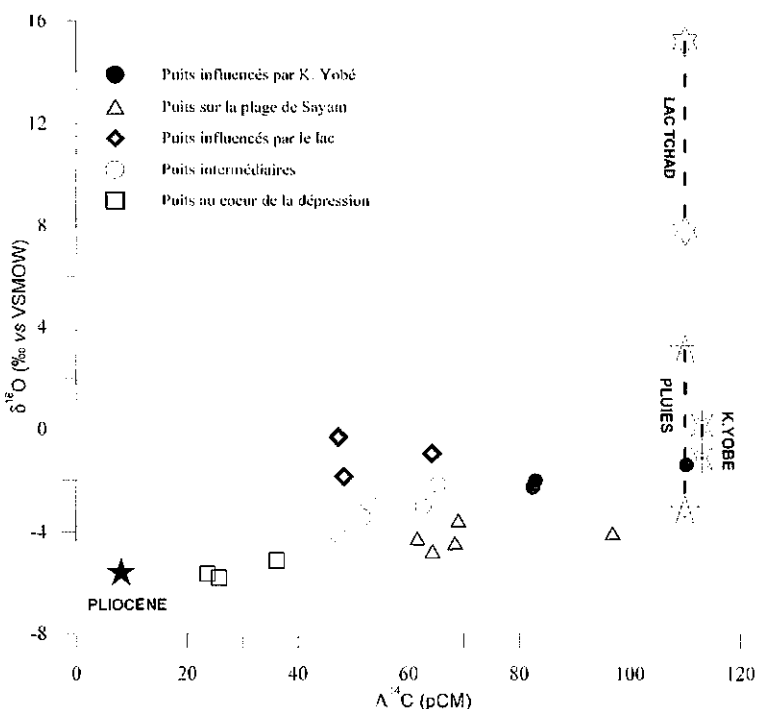 16
12
8
4
0
-4
-8
δ¹⁸O (‰ vs VSMOW)
Puits influencés par K. Yobé
Puits sur la plage de Sayam
Puits influencés par le lac
Puits intermédiaires
Puits au coeur de la dépression
LAC TCHAD
PLUIES
K.YOBE
PLIOCENE
0
20
40
60
80
100
120
A¹⁴C (pCM)